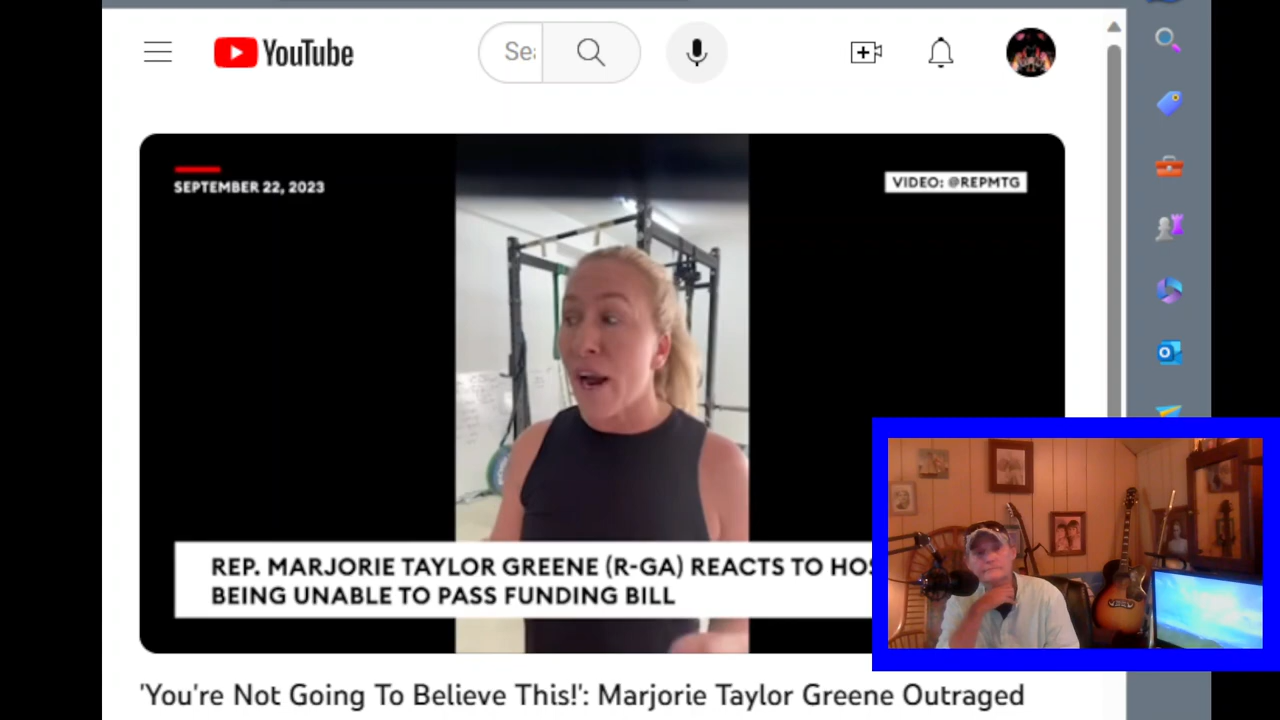 YouTube
Sea
SEPTEMBER 22, 2023
VIDEO: @REPMTG
REP. MARJORIE TAYLOR GREENE (R-GA) REACTS TO HOS
BEING UNABLE TO PASS FUNDING BILL
'You're Not Going To Believe This!': Marjorie Taylor Greene Outraged